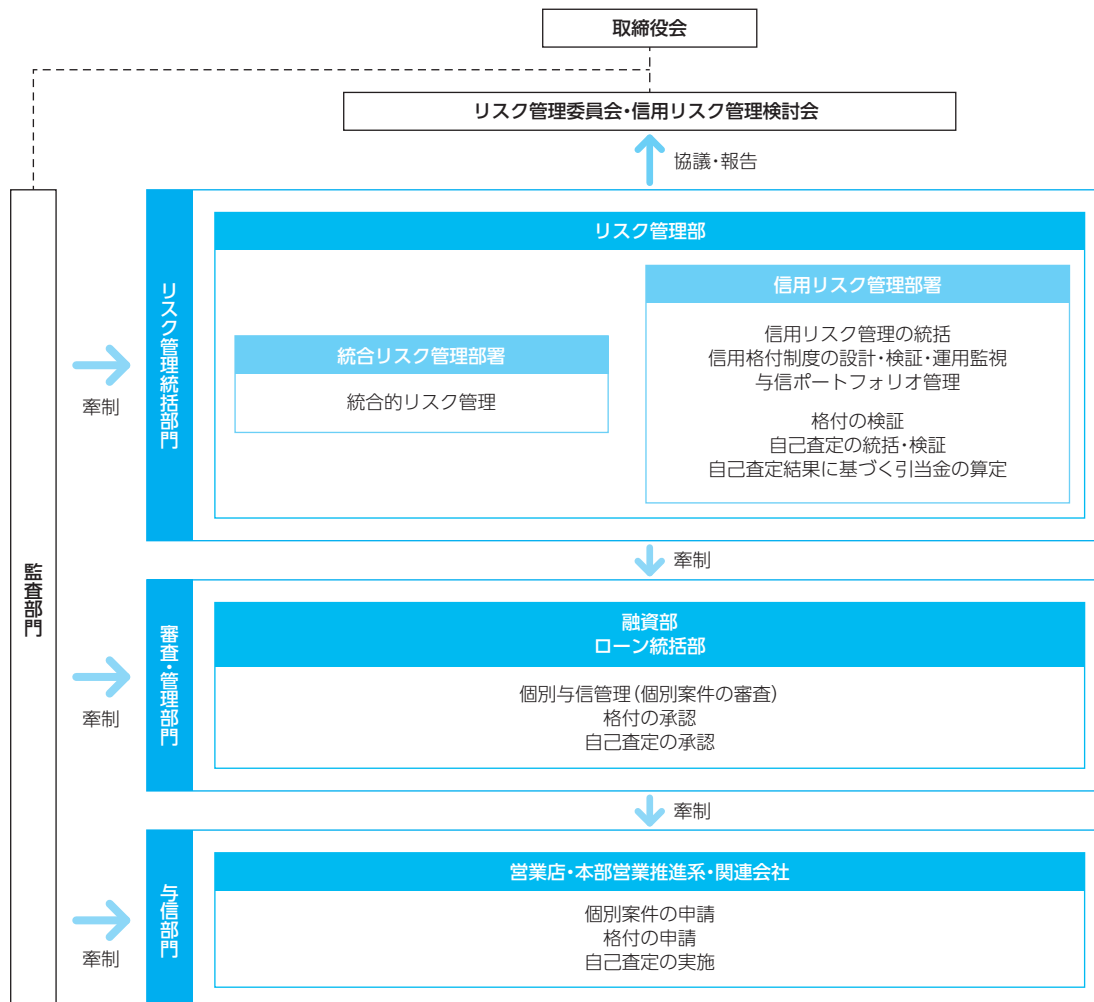 取締役会
リスク管理委員会・信用リスク管理検討会
協議・報告
監査部門
牽制
リスク管理統括部門
リスク管理部
統合リスク管理部署
統合的リスク管理
信用リスク管理部署
信用リスク管理の統括
信用格付制度の設計・検証・運用監視
与信ポートフォリオ管理
格付の検証
自己査定の統括・検証
自己査定結果に基づく引当金の算定
牽制
牽制
審査・管理部門
融資部
ローン統括部
個別与信管理(個別案件の審査)
格付の承認
自己査定の承認
牽制
牽制
与信部門
営業店・本部営業推進系・関連会社
個別案件の申請
格付の申請
自己査定の実施